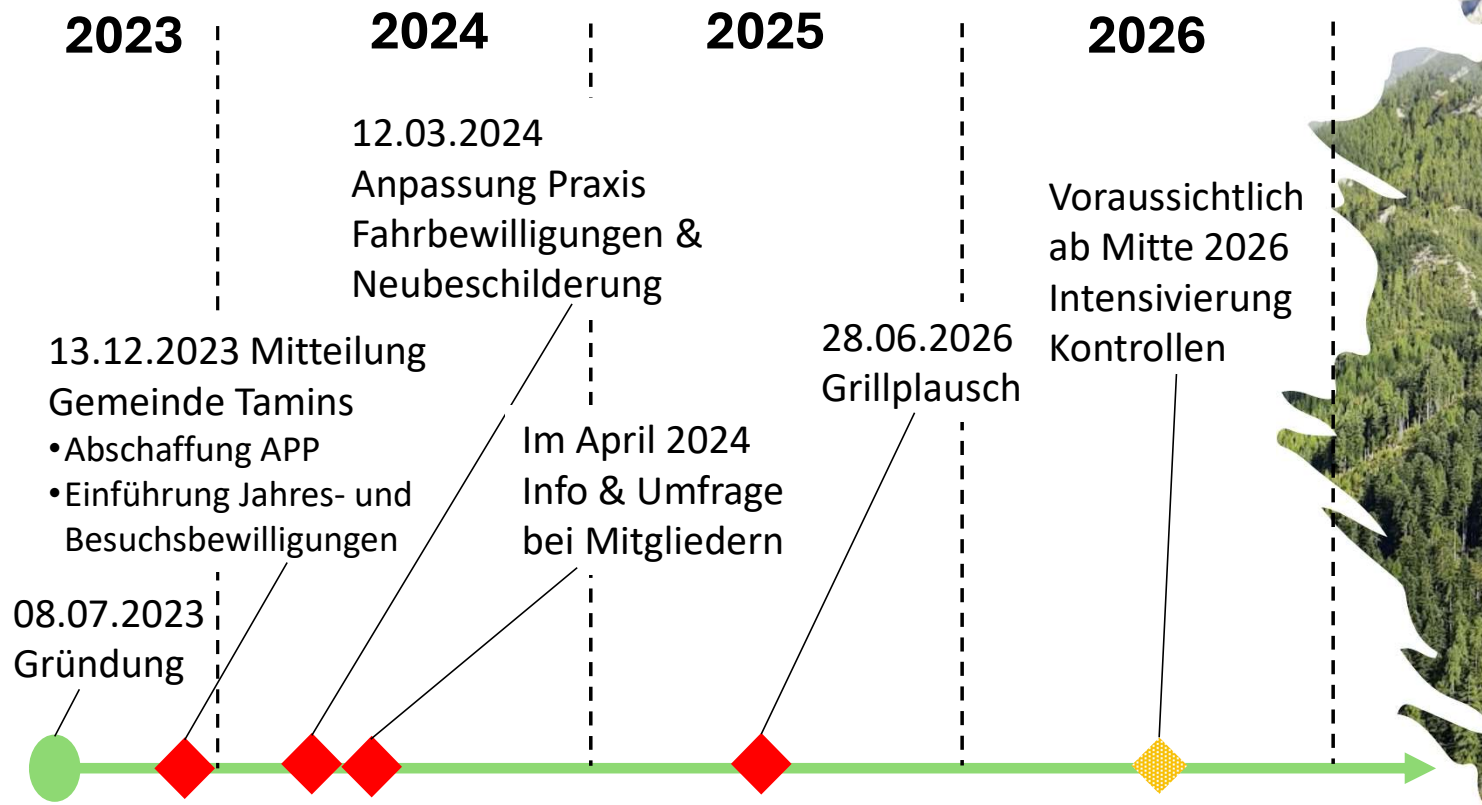 2023
2024
2025
2026
08.07.2023
Gründung
13.12.2023 Mitteilung
Gemeinde Tamins
•Abschaffung APP
•Einführung Jahres- und
Besuchsbewilligungen
12.03.2024
Anpassung Praxis
Fahrbewilligungen &
Neubeschilderung
Im April 2024
Info & Umfrage
bei Mitgliedern
28.06.2026
Grillplausch
Voraussichtlich
ab Mitte 2026
Intensivierung
Kontrollen